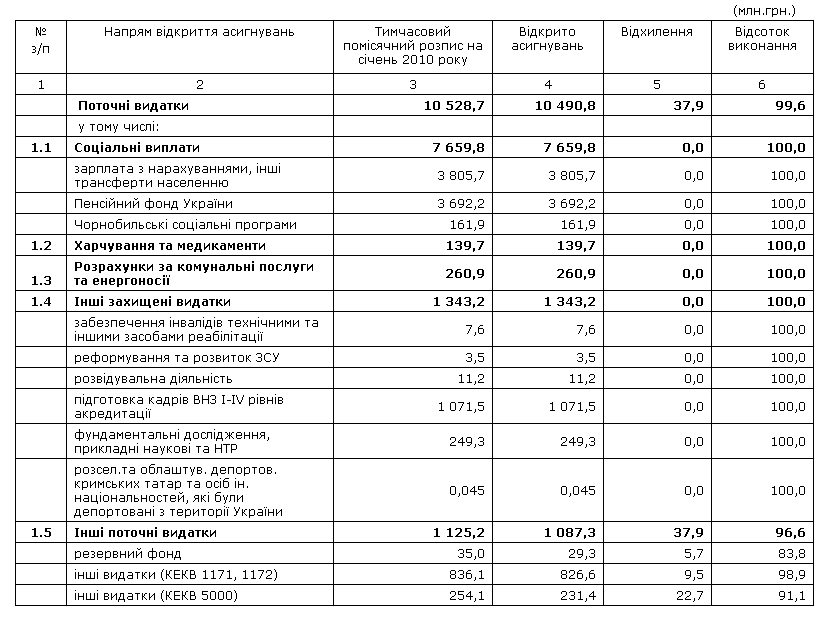 (млн.грн.)
№ з/п Напрям відкриття асигнувань Тимчасовий помісячний розпис на січень 2010 року Відкрито асигнувань Відхилення Відсоток виконання
1 2 3 4 5 6
Поточні видатки 10 528,7 10 490,8 37,9 99,6
у тому числі:
1.1 Соціальні виплати 7 659,8 7 659,8 0,0 100,0
зарплата з нарахуваннями, інші
трансферти населенню 3 805,7 3 805,7 0,0 100,0
Пенсійний фонд України 3 692,2 3 692,2 0,0 100,0
Чорнобильські соціальні програми 161,9 161,9 0,0 100,0
1.2 Харчування та медикаменти 139,7 139,7 0,0 100,0
1.3 Розрахунки за комунальні послуги
та енергоносії 260,9 260,9 0,0 100,0
1.4 Інші захищені видатки 1 343,2 1 343,2 0,0 100,0
забезпечення інвалідів технічними та
іншими засобами реабілітації 7,6 7,6 0,0 100,0
реформування та розвиток ЗСУ 3,5 3,5 0,0 100,0
розвідувальна діяльність 11,2 11,2 0,0 100,0
підготовка кадрів ВНЗ I-IV рівнів
акредитації 1 071,5 1 071,5 0,0 100,0
фундаментальні дослідження,
прикладні наукові та НТР 249,3 249,3 0,0 100,0
розсел.та облаштув. депортов.
кримських татар та осіб ін.
національностей, які були
депортовані з території України 0,045 0,045 0,0 100,0
1.5 Інші поточні видатки 1 125,2 1 087,3 37,9 96,6
резервний фонд 35,0 29,3 5,7 83,8
інші видатки (КЕКВ 1171, 1172) 836,1 826,6 9,5 98,9
інші видатки (КЕКВ 5000) 254,1 231,4 22,7 91,1